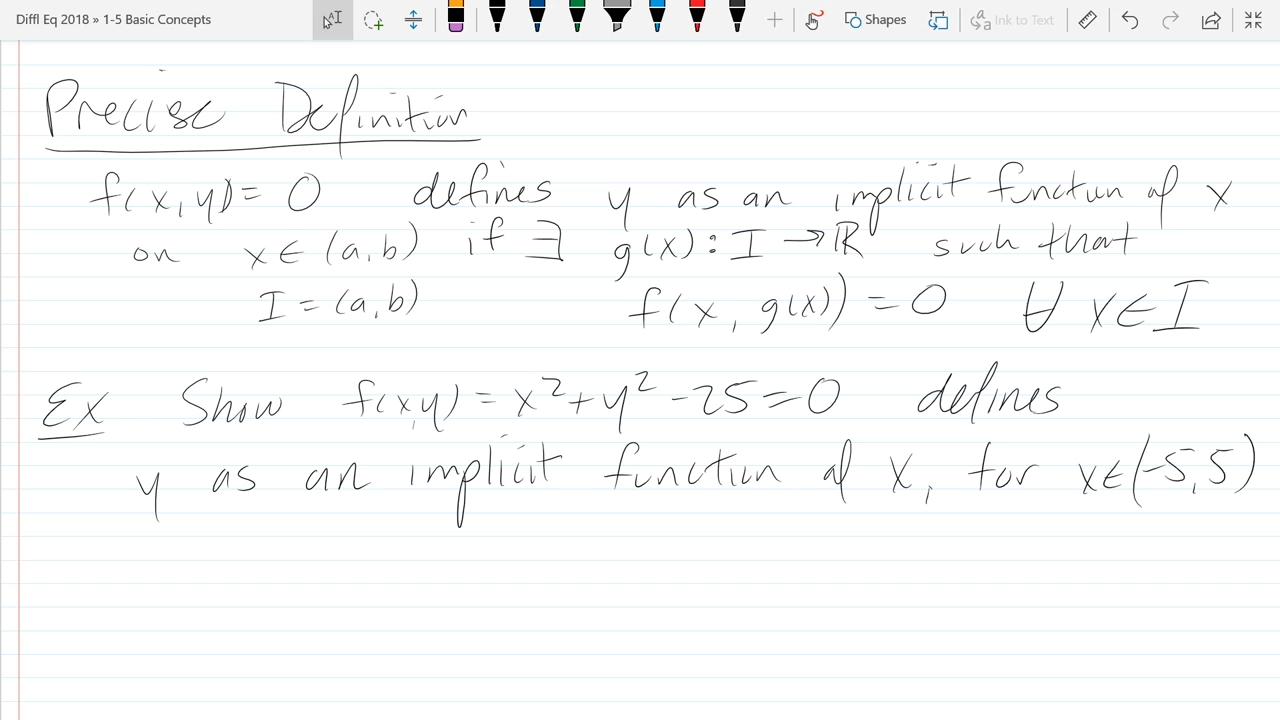 Diffl Eq 2018 » 1-5 Basic Concepts
Shapes
Ink to Text
Precise Definition
f(x,y) = 0 defines y as an implicit function of x
on x ∈ (a,b) if ∃ g(x) : I → ℝ such that
I = (a,b) f(x, g(x)) = 0 ∀ x ∈ I
Ex Show f(x,y) = x² + y² - 25 = 0 defines
y as an implicit function of x, for x ∈ (-5,5)